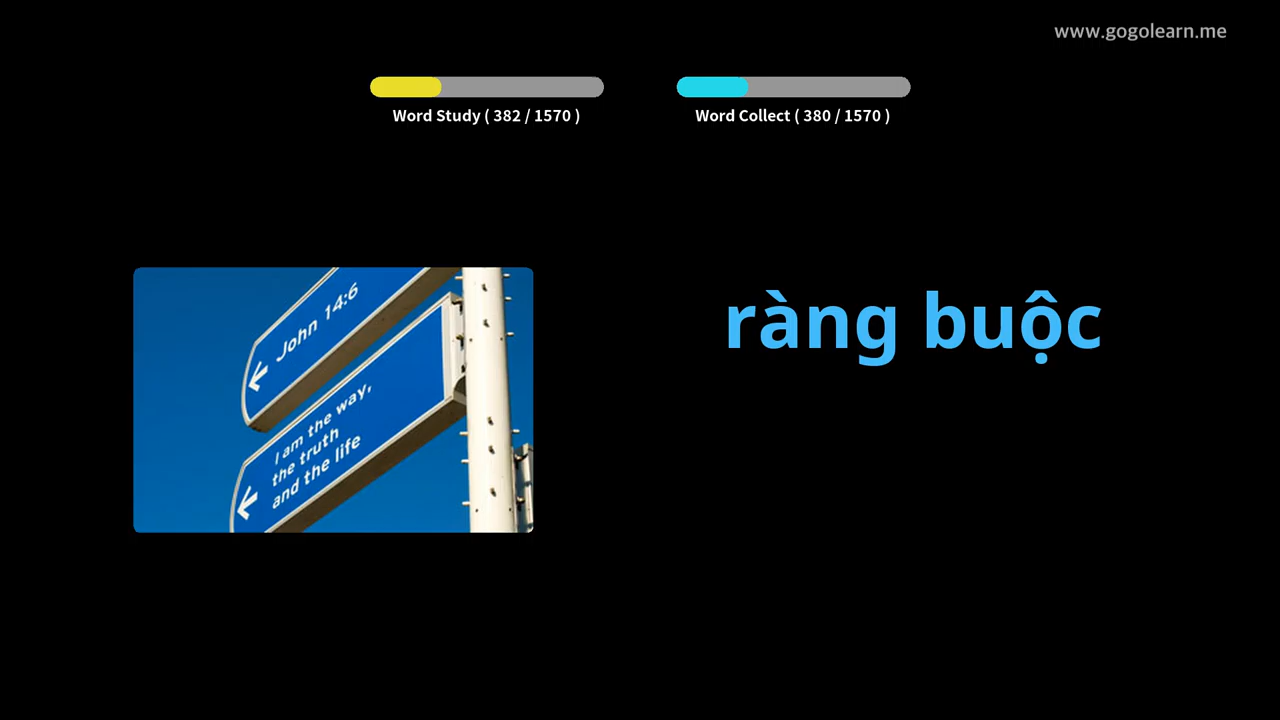 www.gogolearn.me
Word Study ( 382 / 1570 )
Word Collect ( 380 / 1570 )
John 14:6
I am the way,
the truth
and the life
ràng buộc